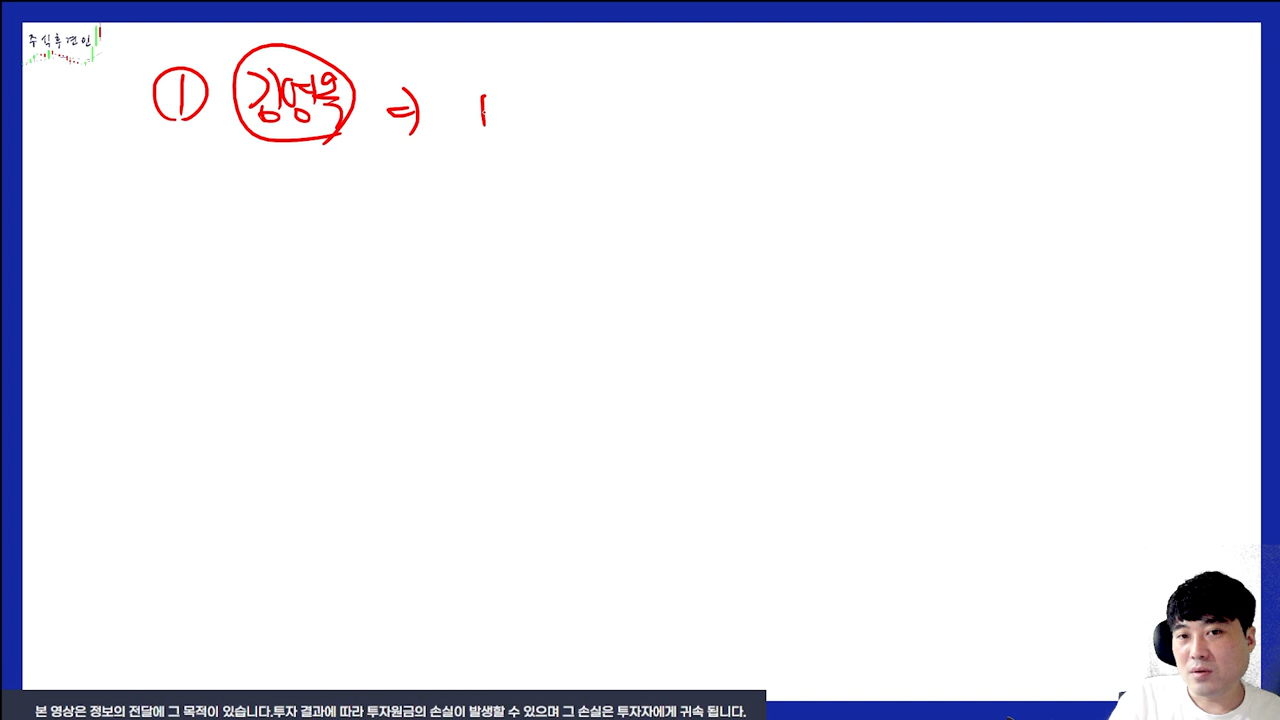 주식후견인
① 김영옥 ⇒ 1
본 영상은 정보의 전달에 그 목적이 있습니다.투자 결과에 따라 투자원금의 손실이 발생할 수 있으며 그 손실은 투자자에게 귀속 됩니다.